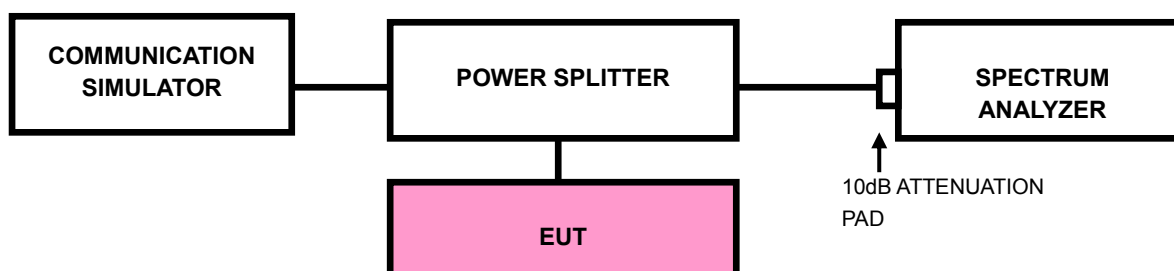 COMMUNICATION
SIMULATOR
POWER SPLITTER
SPECTRUM
ANALYZER
10dB ATTENUATION
PAD
EUT